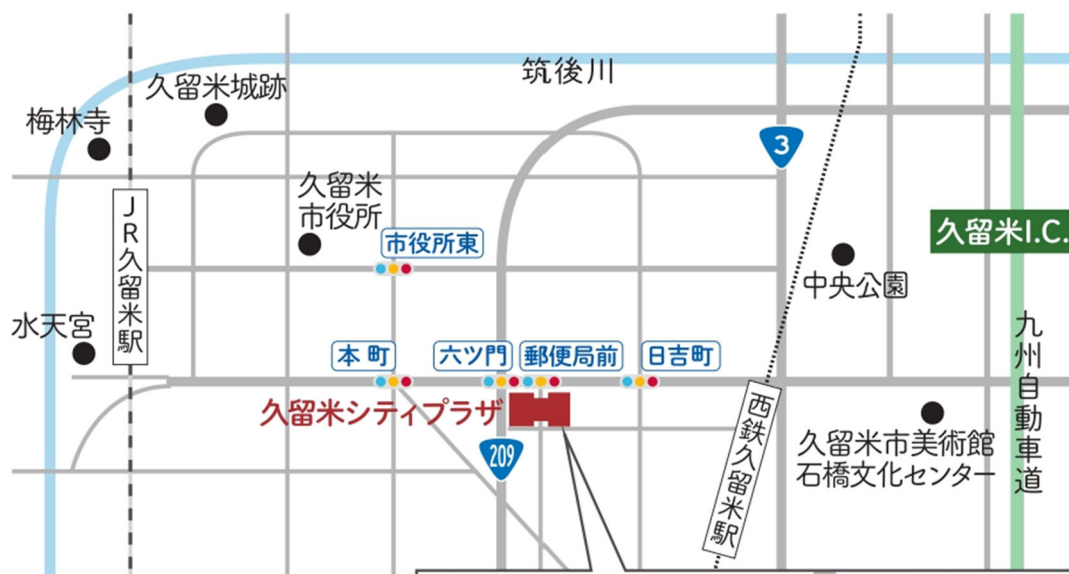 筑後川
久留米城跡
梅林寺
3
久留米
市役所
JR久留米駅
市役所東
久留米I.C.
中央公園
水天宮
本町
六ツ門
郵便局前
日吉町
九州自動車道
久留米シティプラザ
209
西鉄久留米駅
久留米市美術館
石橋文化センター